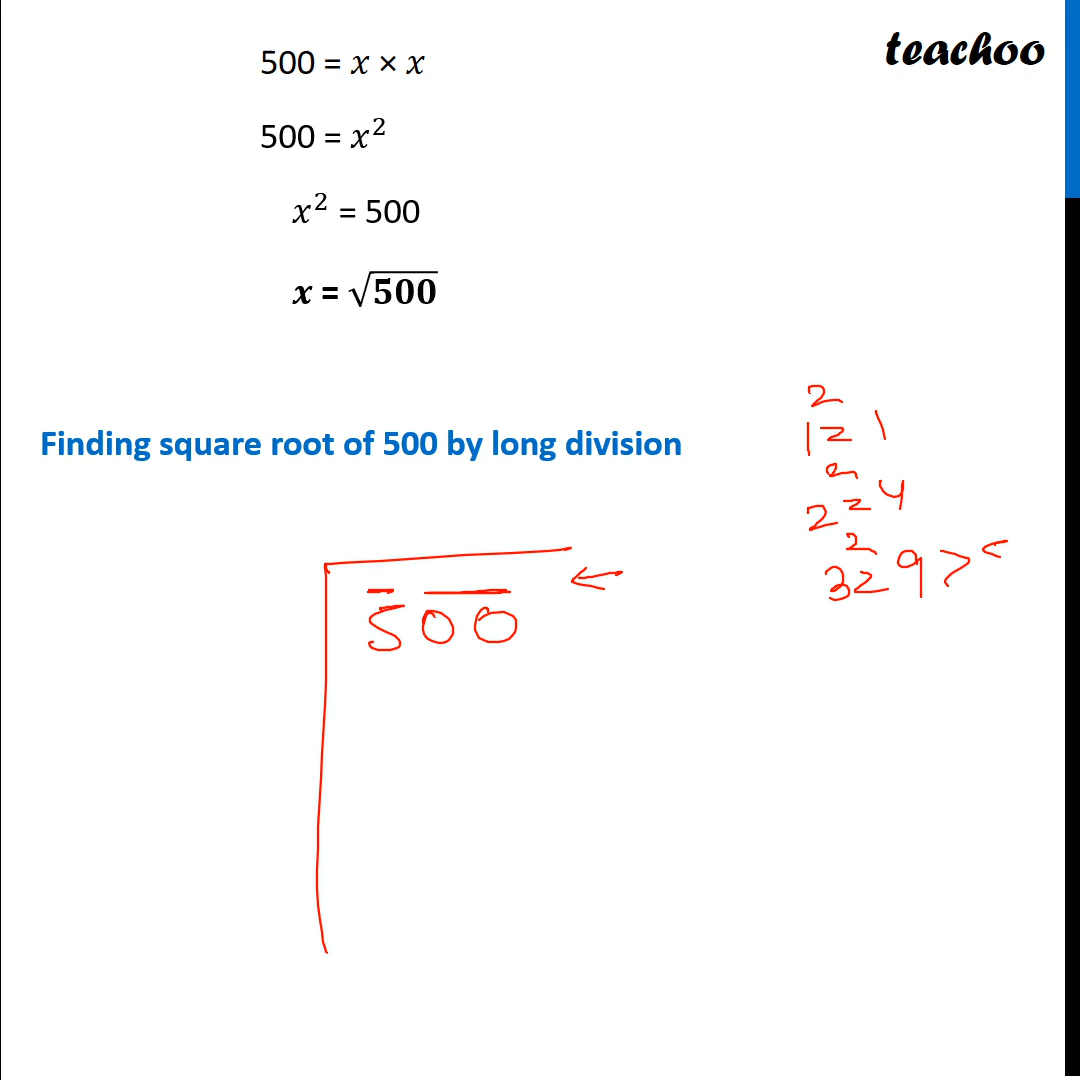 teachoo
500 = 𝑥 × 𝑥
500 = 𝑥²
𝑥² = 500
𝒙 = √𝟓𝟎𝟎
Finding square root of 500 by long division
1² 1
2² 4
3² 9 > 5
500